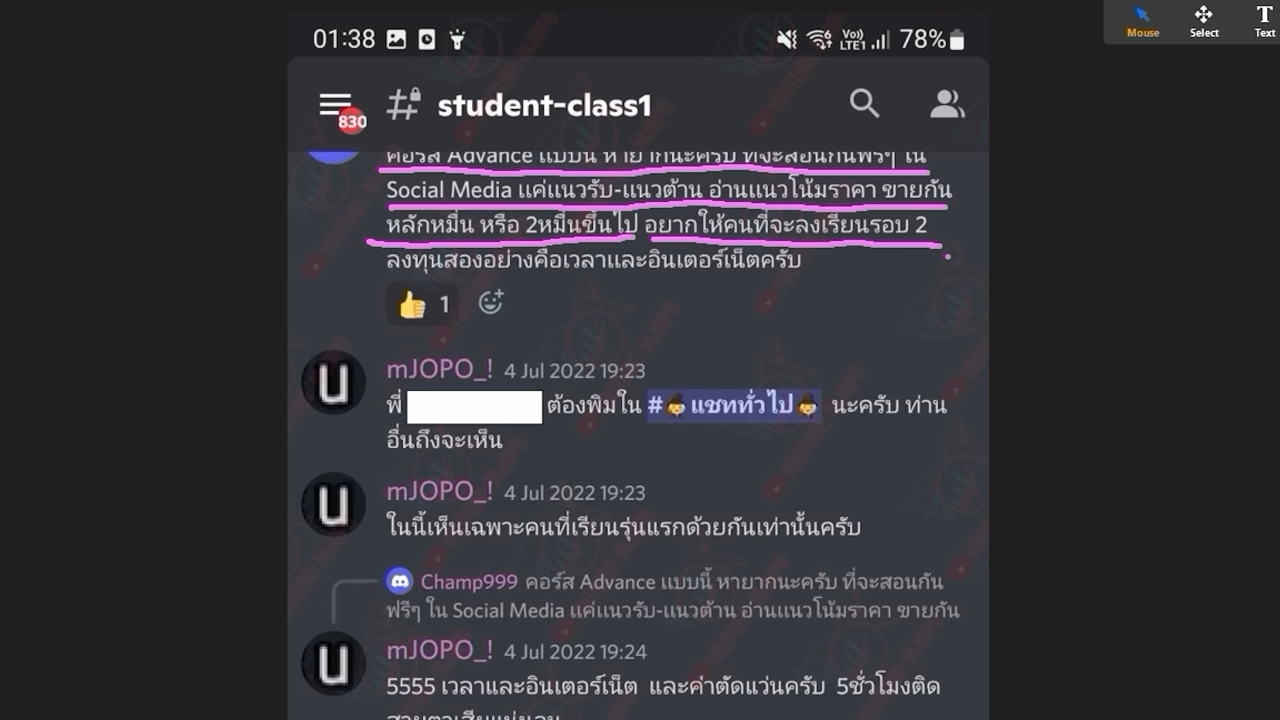 01:38
Vo)) LTE1 78%
Mouse Select Text
830
# student-class1
คอร์ส Advance แบบนี้ หายากนะครับ ที่จะสอนกันฟรีๆ ใน
Social Media แค่แนวรับ-แนวต้าน อ่านแนวโน้มราคา ขายกัน
หลักหมื่น หรือ 2หมื่นขึ้นไป อยากให้คนที่จะลงเรียนรอบ 2
ลงทุนสองอย่างคือเวลาและอินเตอร์เน็ตครับ
👍 1
mJOPO_! 4 Jul 2022 19:23
พี่ ต้องพิมใน #🧙แชททั่วไป🧙 นะครับ ท่าน
อื่นถึงจะเห็น
mJOPO_! 4 Jul 2022 19:23
ในนี้เห็นเฉพาะคนที่เรียนรุ่นแรกด้วยกันเท่านั้นครับ
Champ999 คอร์ส Advance แบบนี้ หายากนะครับ ที่จะสอนกัน
ฟรีๆ ใน Social Media แค่แนวรับ-แนวต้าน อ่านแนวโน้มราคา ขายกัน
mJOPO_! 4 Jul 2022 19:24
5555 เวลาและอินเตอร์เน็ต และค่าตัดแว่นครับ 5ชั่วโมงติด